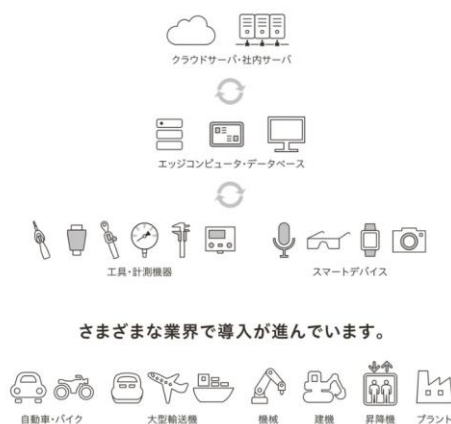 クラウドサーバ・社内サーバ
エッジコンピュータ・データベース
工具・計測機器
スマートデバイス
さまざまな業界で導入が進んでいます。
自動車・バイク
大型輸送機
機械
建機
昇降機
プラント